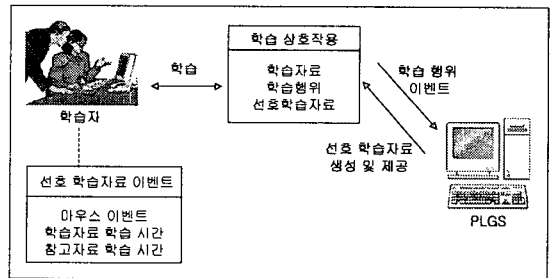 학습 상호작용
학습자료
학습행위
선호학습자료
학습
학습자
학습 행위
이벤트
선호 학습자료
생성 및 제공
PLGS
선호 학습자료 이벤트
마우스 이벤트
학습자료 학습 시간
참고자료 학습 시간